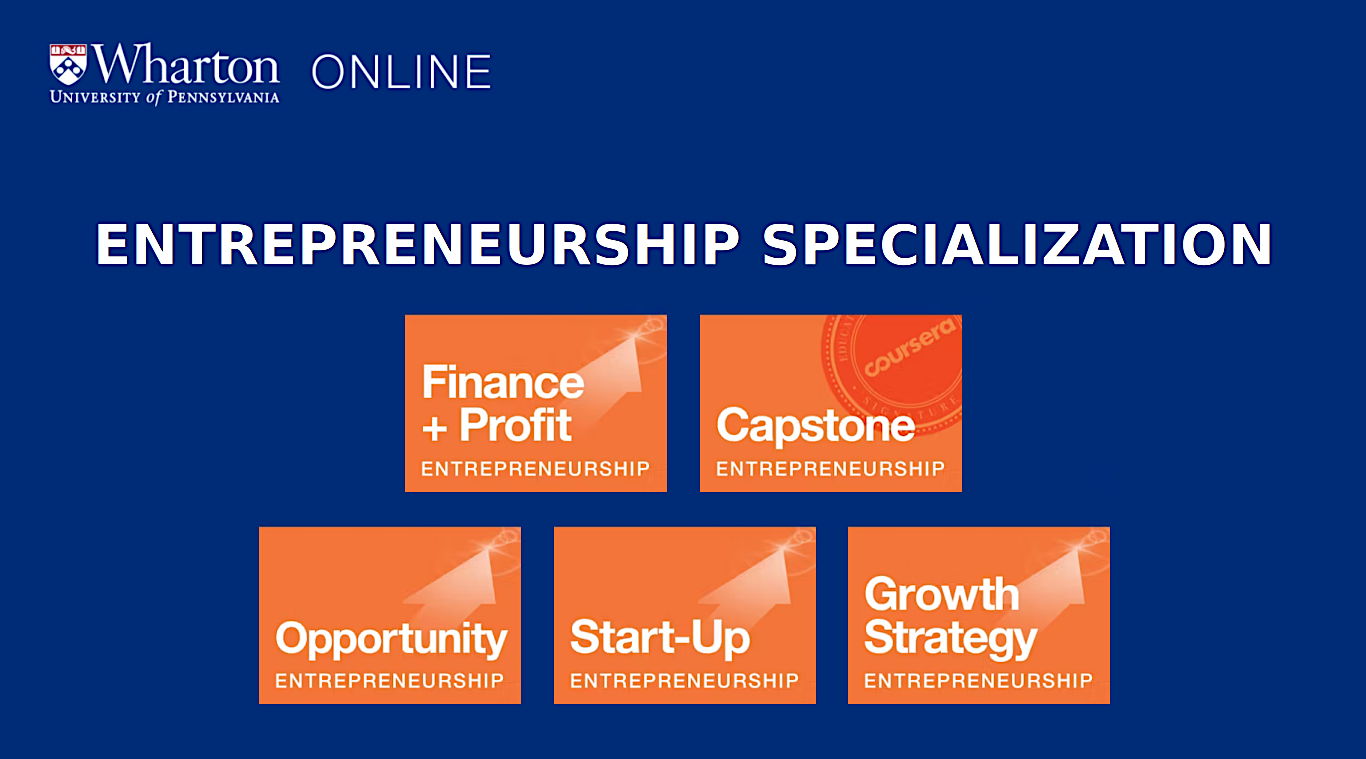 Wharton ONLINE
UNIVERSITY of PENNSYLVANIA
ENTREPRENEURSHIP SPECIALIZATION
Finance
+ Profit
ENTREPRENEURSHIP
coursera
SIGNATURE
Capstone
ENTREPRENEURSHIP
Opportunity
ENTREPRENEURSHIP
Start-Up
ENTREPRENEURSHIP
Growth
Strategy
ENTREPRENEURSHIP